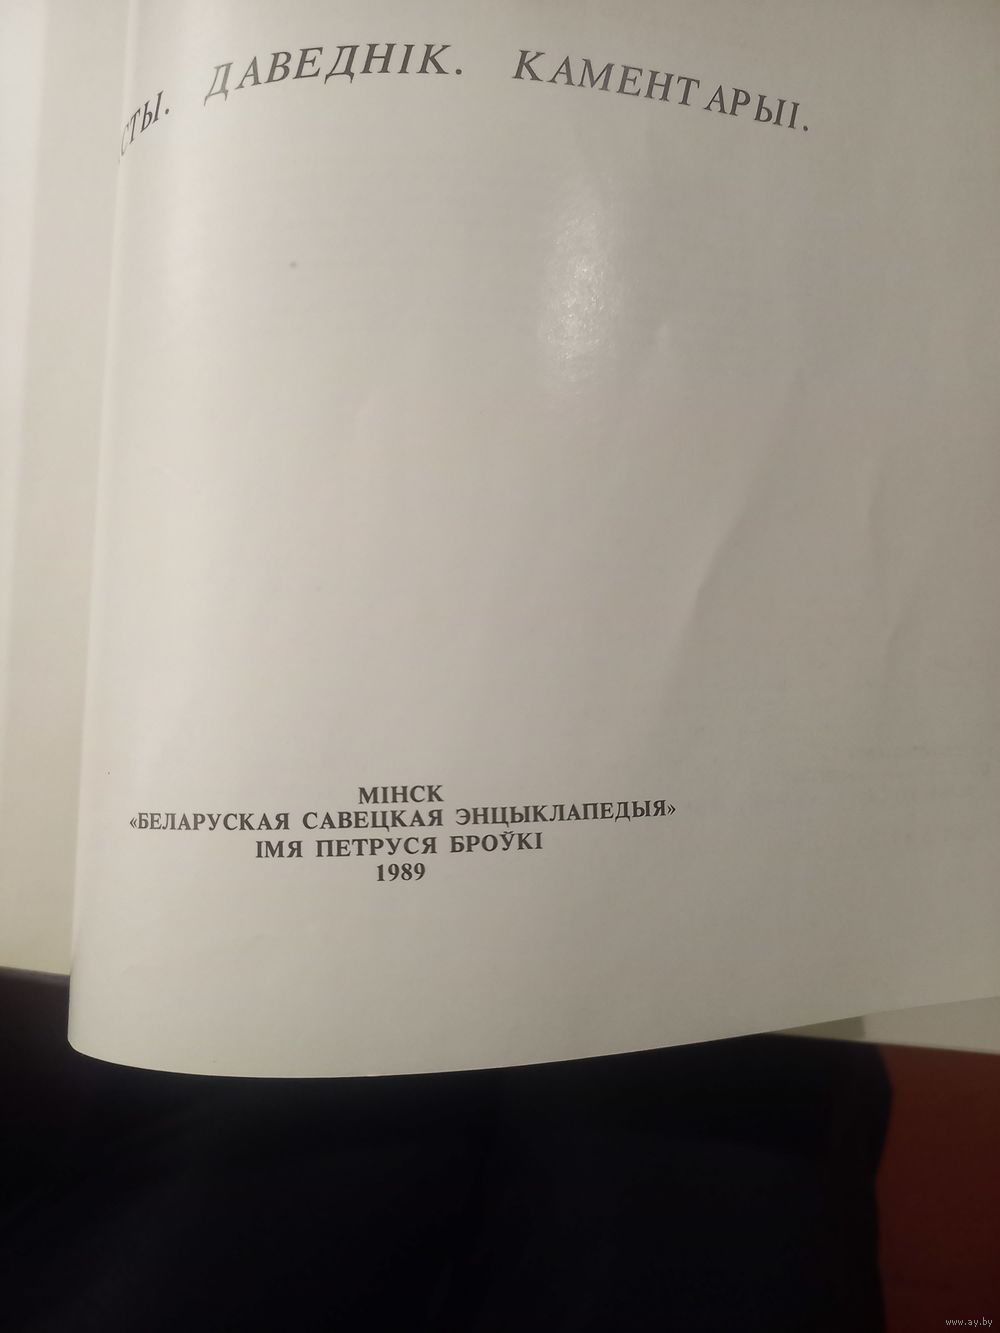 СТЫ. ДАВЕДНІК. КАМЕНТАРЫІ.
МІНСК
«БЕЛАРУСКАЯ САВЕЦКАЯ ЭНЦЫКЛАПЕДЫЯ»
ІМЯ ПЕТРУСЯ БРОЎКІ
1989
www.ay.by